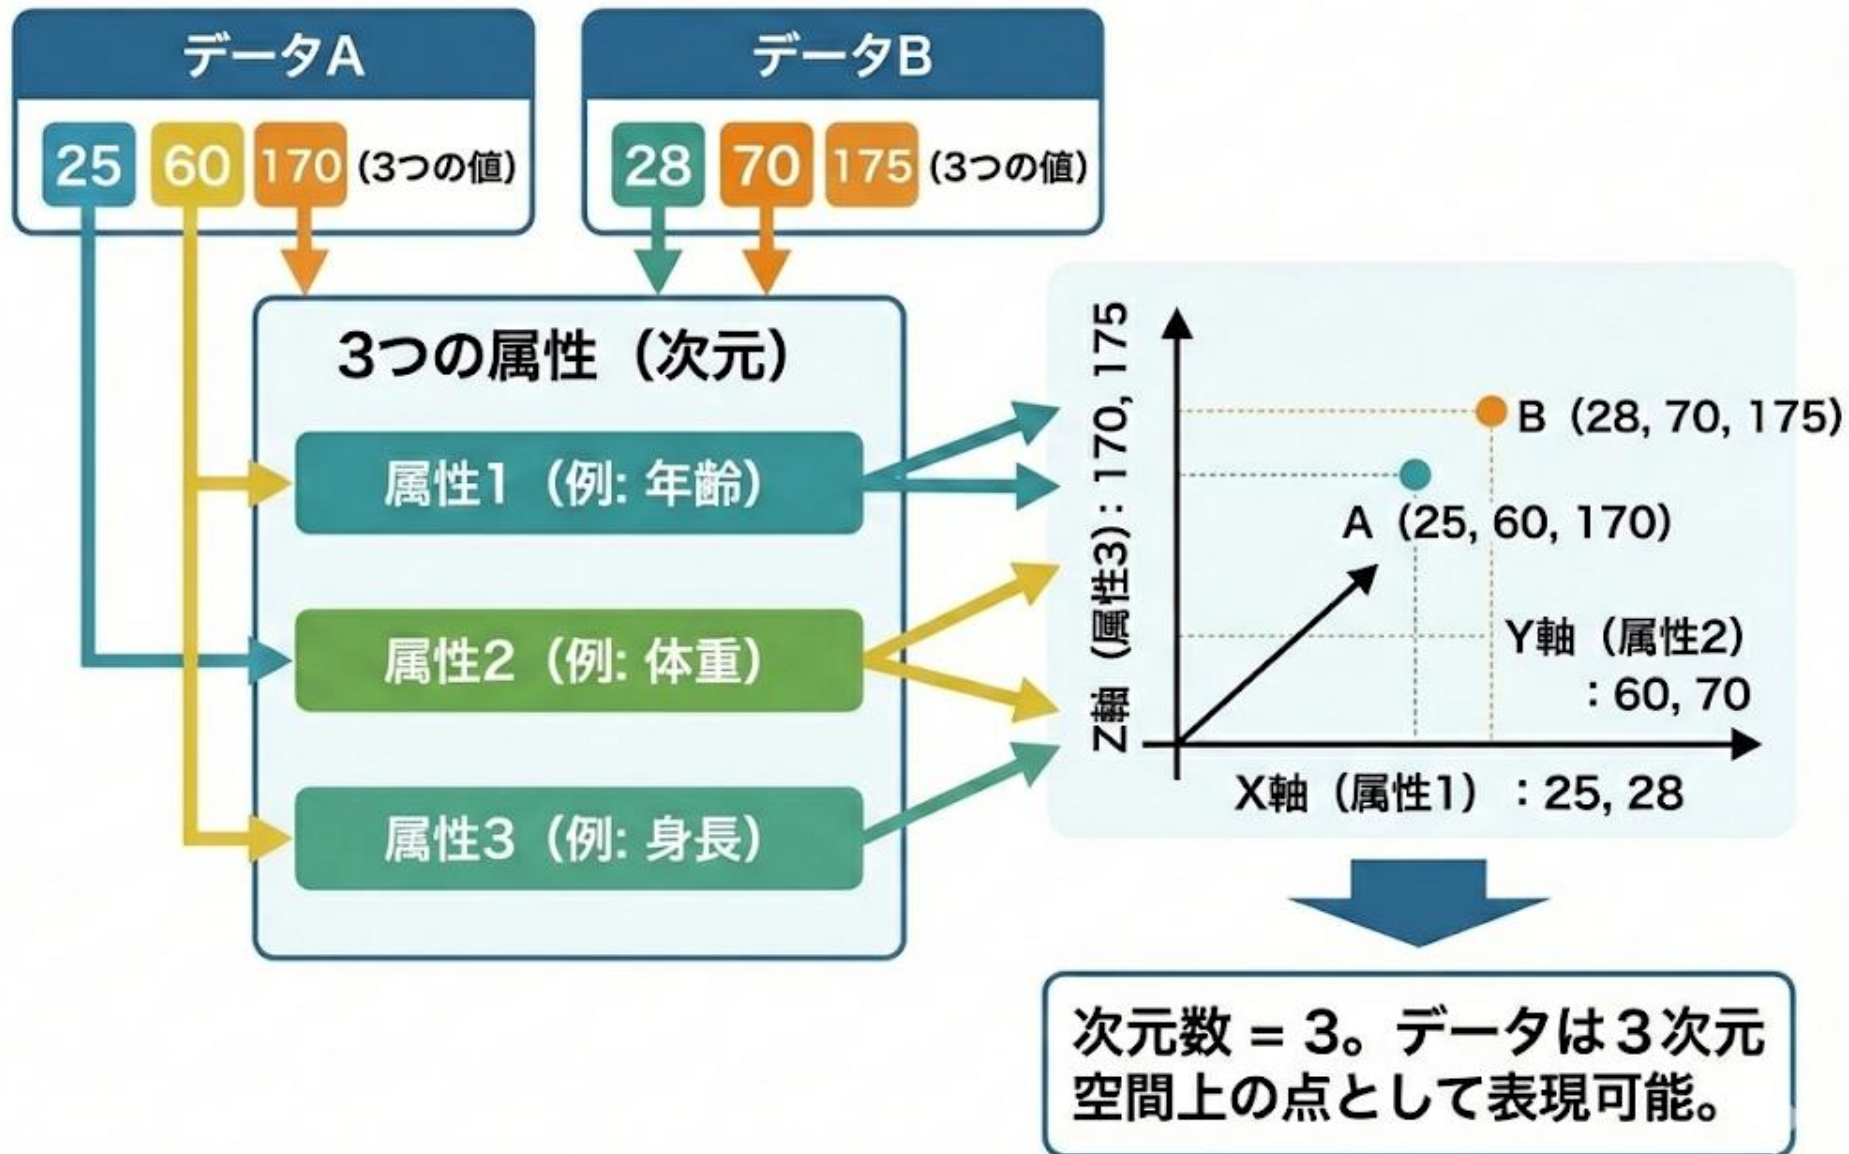 データA
25 60 170 (3つの値)
データB
28 70 175 (3つの値)
3つの属性（次元）
属性1（例: 年齢）
属性2（例: 体重）
属性3（例: 身長）
Z軸（属性3）: 170, 175
B（28, 70, 175)
A（25, 60, 170)
Y軸（属性2）
: 60, 70
X軸（属性1）: 25, 28
次元数 = 3。データは３次元
空間上の点として表現可能。